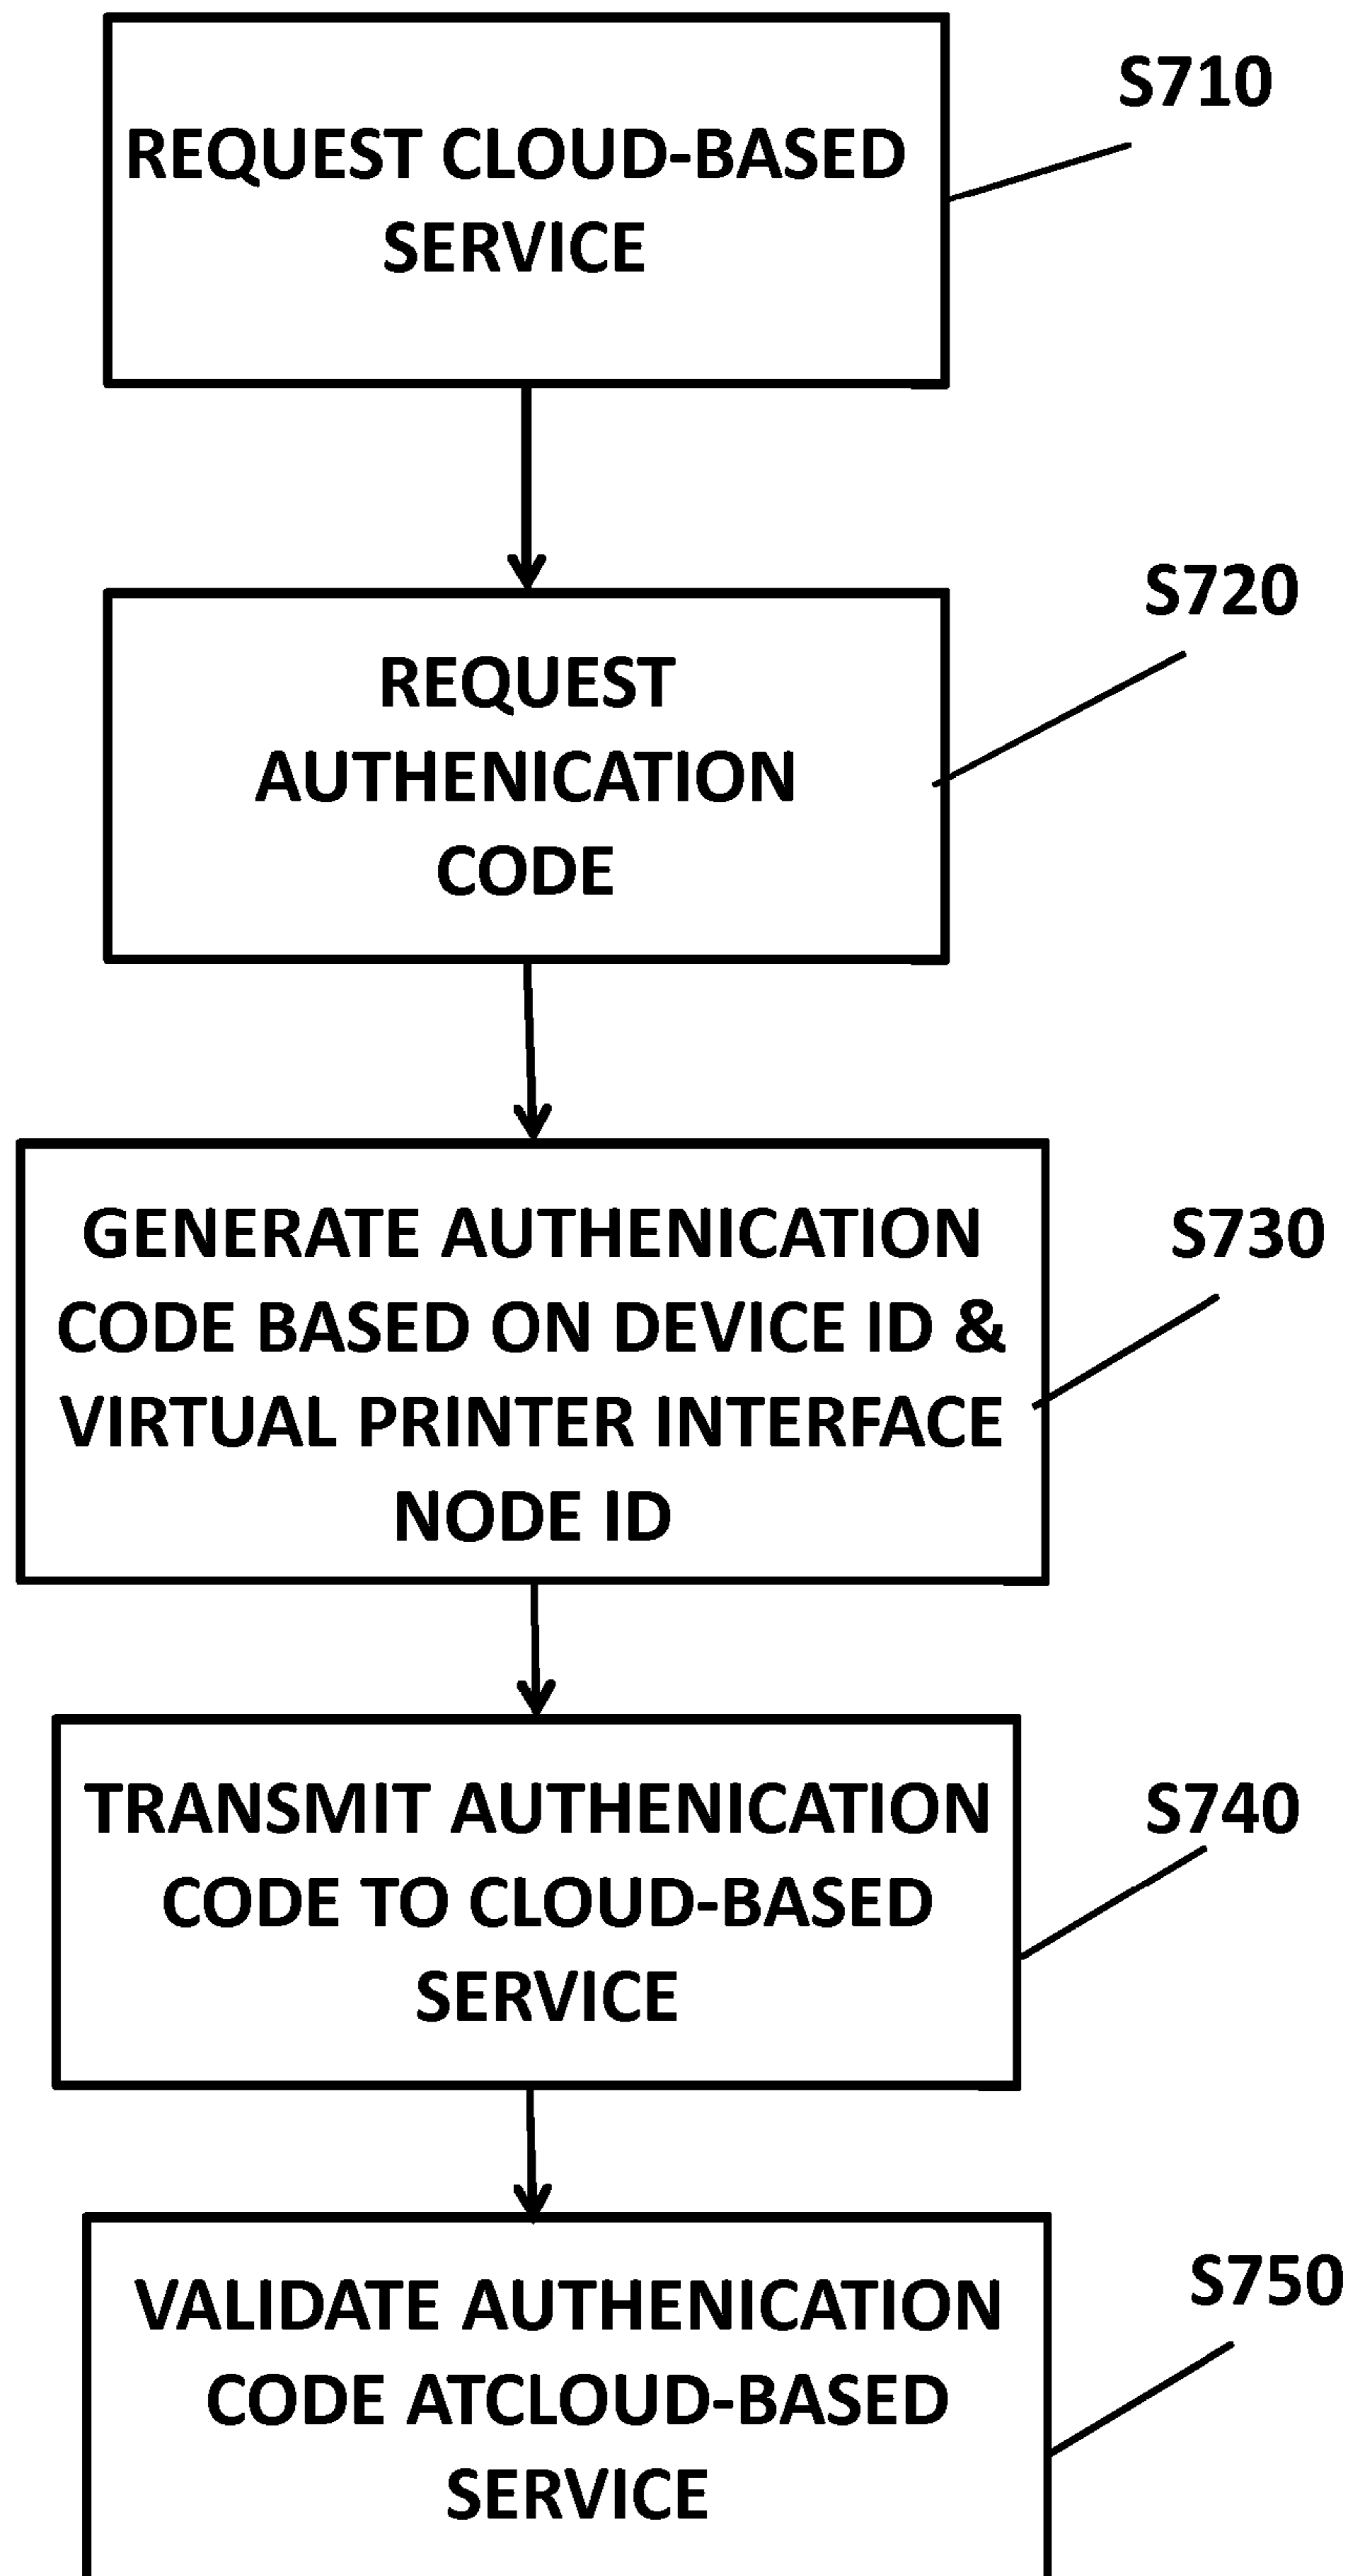 REQUEST CLOUD-BASED
SERVICE
S710
REQUEST
AUTHENICATION
CODE
S720
GENERATE AUTHENICATION
CODE BASED ON DEVICE ID &
VIRTUAL PRINTER INTERFACE
NODE ID
S730
TRANSMIT AUTHENICATION
CODE TO CLOUD-BASED
SERVICE
S740
VALIDATE AUTHENICATION
CODE ATCLOUD-BASED
SERVICE
S750